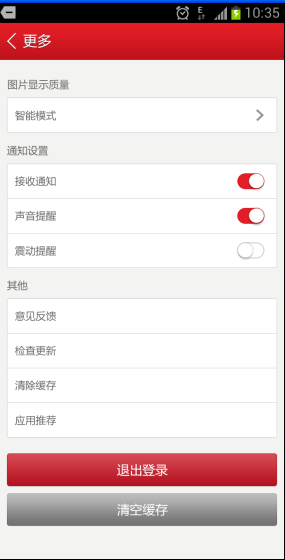 E
10:35
更多
图片显示质量
智能模式
通知设置
接收通知
声音提醒
震动提醒
其他
意见反馈
检查更新
清除缓存
应用推荐
退出登录
清空缓存